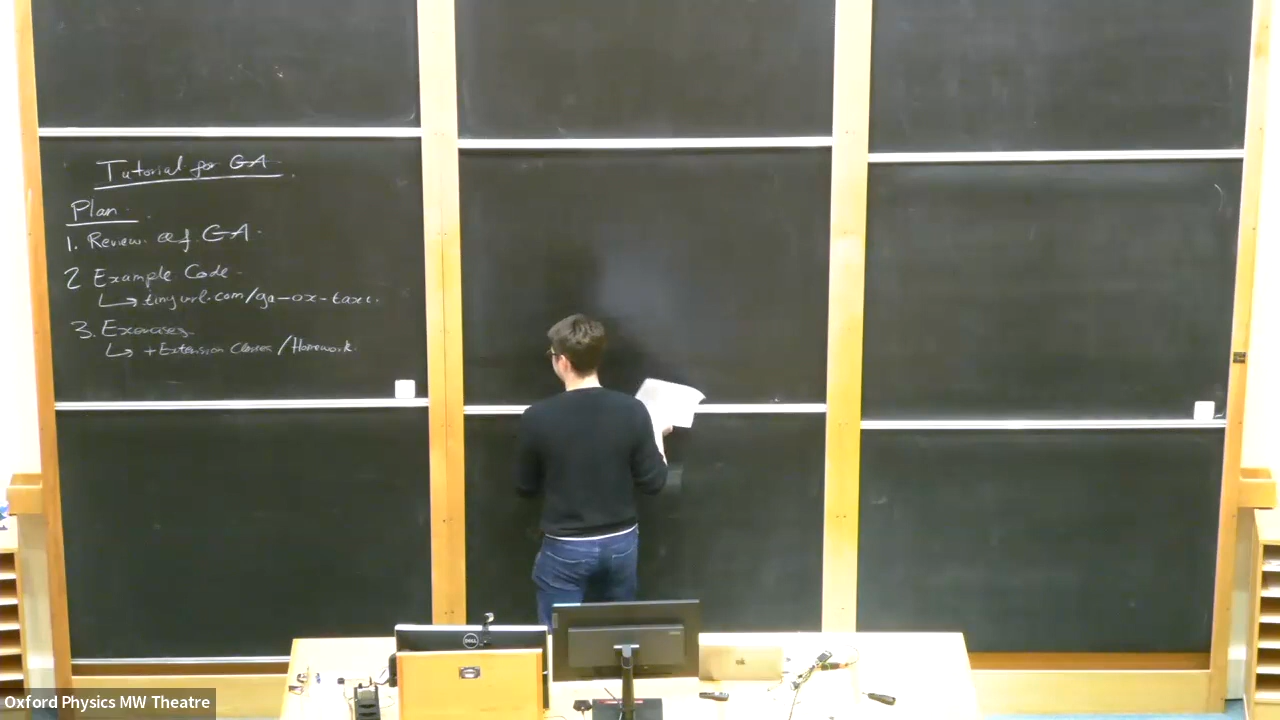 Tutorial for GA
Plan
1. Review of GA
2 Example Code
↳ tinyurl.com/ga-ox-taxi
3. Exercises
↳ + Extension Classes / Homework
DELL
Oxford Physics MW Theatre